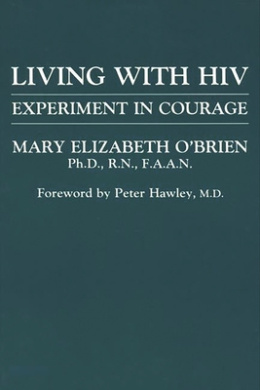 LIVING WITH HIV
EXPERIMENT IN COURAGE
MARY ELIZABETH O'BRIEN
Ph.D., R.N., F.A.A.N.
Foreword by Peter Hawley, M.D.